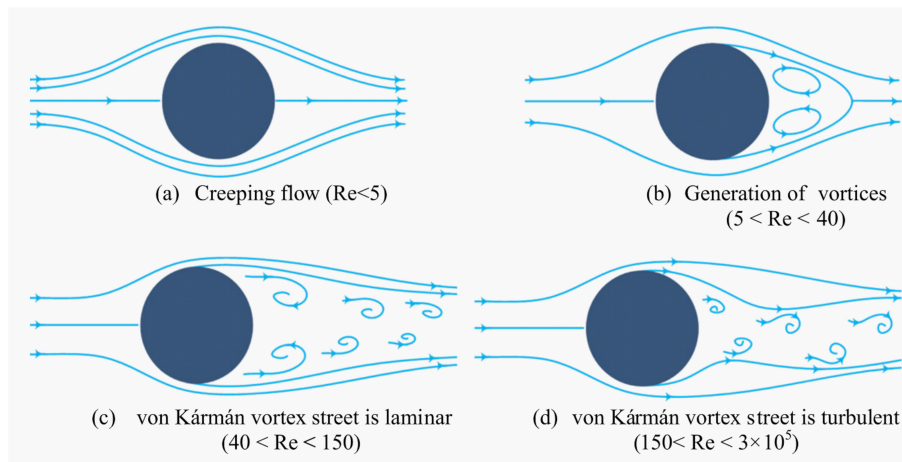 (a) Creeping flow (Re<5)
(b) Generation of vortices
(5 < Re < 40)
(c) von Kármán vortex street is laminar
(40 < Re < 150)
(d) von Kármán vortex street is turbulent
(150< Re < 3×10⁵)